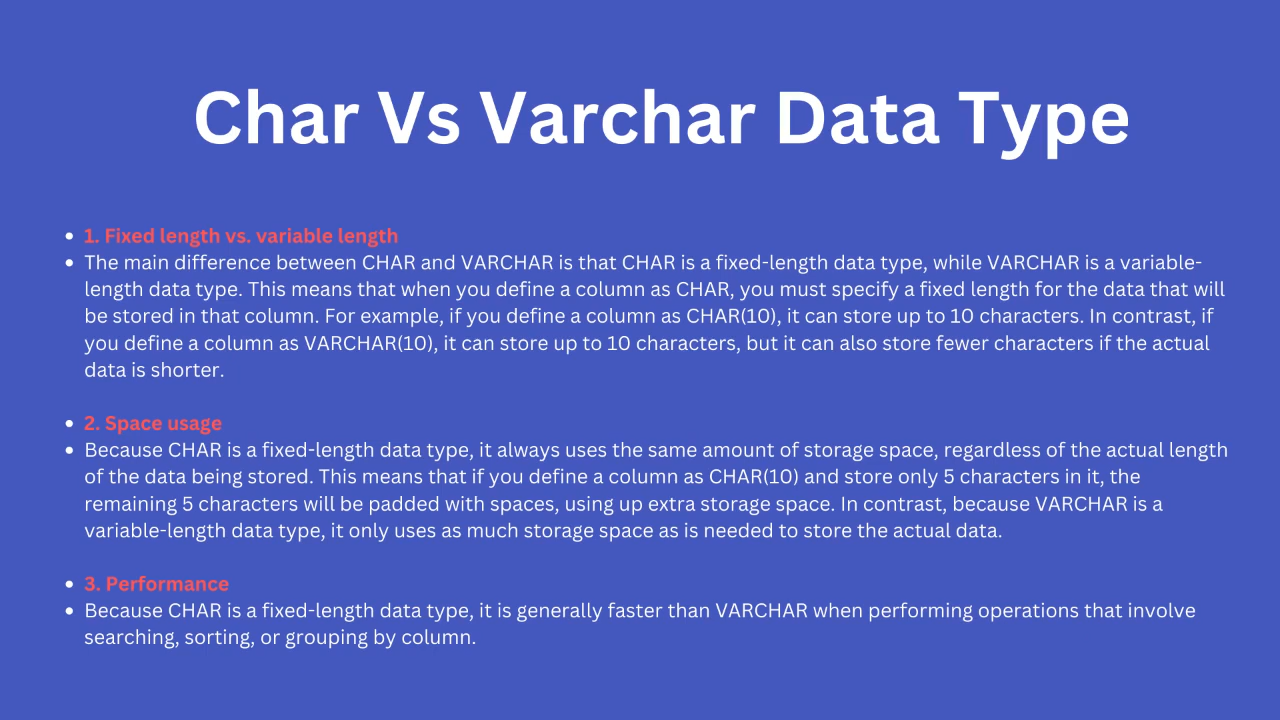 Char Vs Varchar Data Type
• 1. Fixed length vs. variable length
• The main difference between CHAR and VARCHAR is that CHAR is a fixed-length data type, while VARCHAR is a variable-
length data type. This means that when you define a column as CHAR, you must specify a fixed length for the data that will
be stored in that column. For example, if you define a column as CHAR(10), it can store up to 10 characters. In contrast, if
you define a column as VARCHAR(10), it can store up to 10 characters, but it can also store fewer characters if the actual
data is shorter.
• 2. Space usage
• Because CHAR is a fixed-length data type, it always uses the same amount of storage space, regardless of the actual length
of the data being stored. This means that if you define a column as CHAR(10) and store only 5 characters in it, the
remaining 5 characters will be padded with spaces, using up extra storage space. In contrast, because VARCHAR is a
variable-length data type, it only uses as much storage space as is needed to store the actual data.
• 3. Performance
• Because CHAR is a fixed-length data type, it is generally faster than VARCHAR when performing operations that involve
searching, sorting, or grouping by column.